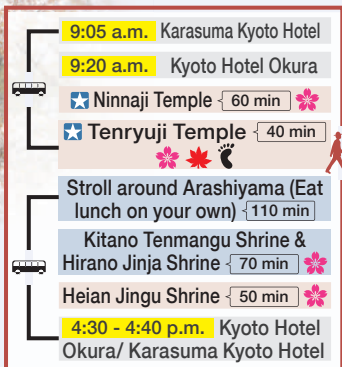 9:05 a.m. Karasuma Kyoto Hotel
9:20 a.m. Kyoto Hotel Okura
Ninnaji Temple 60 min
Tenryuji Temple 40 min
Stroll around Arashiyama (Eat
lunch on your own) 110 min
Kitano Tenmangu Shrine &
Hirano Jinja Shrine 70 min
Heian Jingu Shrine 50 min
4:30 - 4:40 p.m. Kyoto Hotel
Okura/ Karasuma Kyoto Hotel